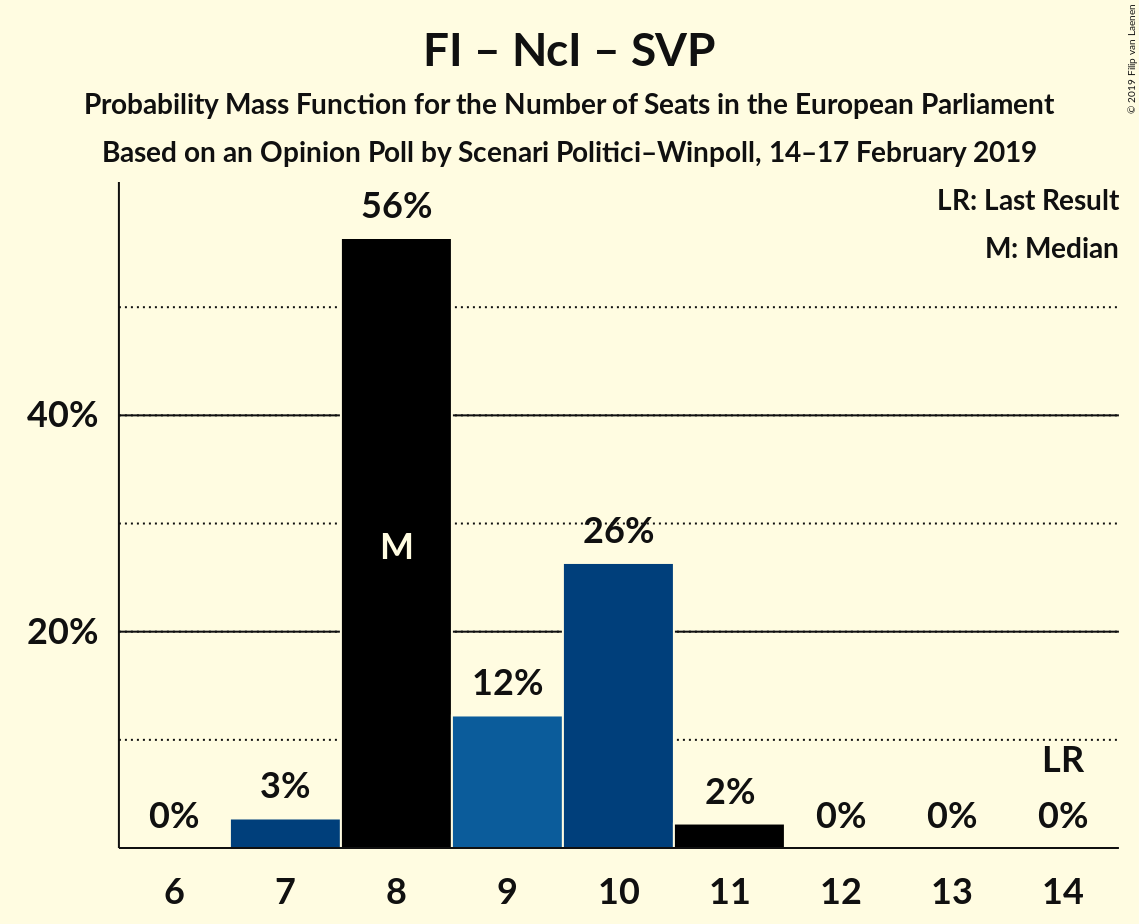 FI – NcI – SVP
Probability Mass Function for the Number of Seats in the European Parliament
Based on an Opinion Poll by Scenari Politici–Winpoll, 14–17 February 2019
© 2019 Filip van Laenen
LR: Last Result
M: Median
56%
40%
26%
M
20%
12%
LR
3%
2%
0%
0%
0%
0%
6
7
8
9
10
11
12
13
14